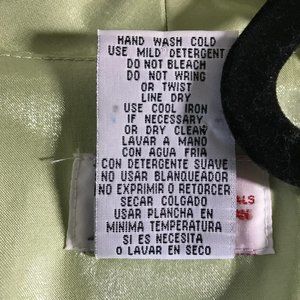 HAND WASH COLD
USE MILD DETERGENT
DO NOT BLEACH
DO NOT WRING
OR TWIST
LINE DRY
USE COOL IRON
IF NECESSARY
OR DRY CLEAN
LAVAR A MANO
CON AGUA FRIA
CON DETERGENTE SUAVE
NO USAR BLANQUEADOR
NO EXPRIMIR O RETORCER
SECAR COLGADO
USAR PLANCHA EN
MINIMA TEMPERATURA
SI ES NECESITA
O LAVAR EN SECO
ALS